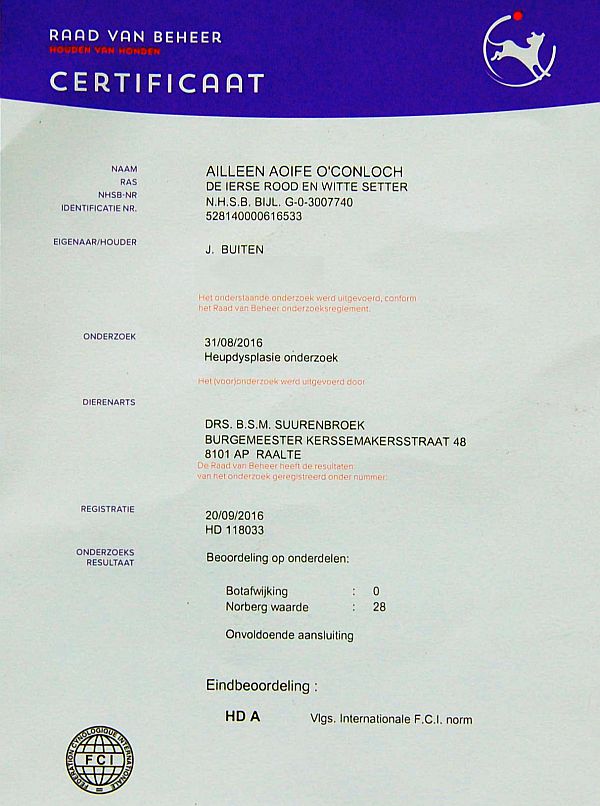 RAAD VAN BEHEER
HOUDEN VAN HONDEN
CERTIFICAAT
NAAM AILLEEN AOIFE O'CONLOCH
RAS DE IERSE ROOD EN WITTE SETTER
NHSB-NR N.H.S.B. BIJL. G-0-3007740
IDENTIFICATIE NR. 528140000616533
EIGENAAR/HOUDER J. BUITEN
Het onderstaande onderzoek werd uitgevoerd, conform
het Raad van Beheer onderzoeksreglement.
ONDERZOEK 31/08/2016
Heupdysplasie onderzoek
Het (voor)onderzoek werd uitgevoerd door
DIERENARTS
DRS. B.S.M. SUURENBROEK
BURGEMEESTER KERSSEMAKERSSTRAAT 48
8101 AP RAALTE
De Raad van Beheer heeft de resultaten
van het onderzoek geregistreerd onder nummer:
REGISTRATIE 20/09/2016
HD 118033
ONDERZOEKS
RESULTAAT
Beoordeling op onderdelen:
Botafwijking : 0
Norberg waarde : 28
Onvoldoende aansluiting
Eindbeoordeling :
HD A Vlgs. Internationale F.C.I. norm
FEDERATION CYNOLOGIQUE INTERNATIONALE
FCI